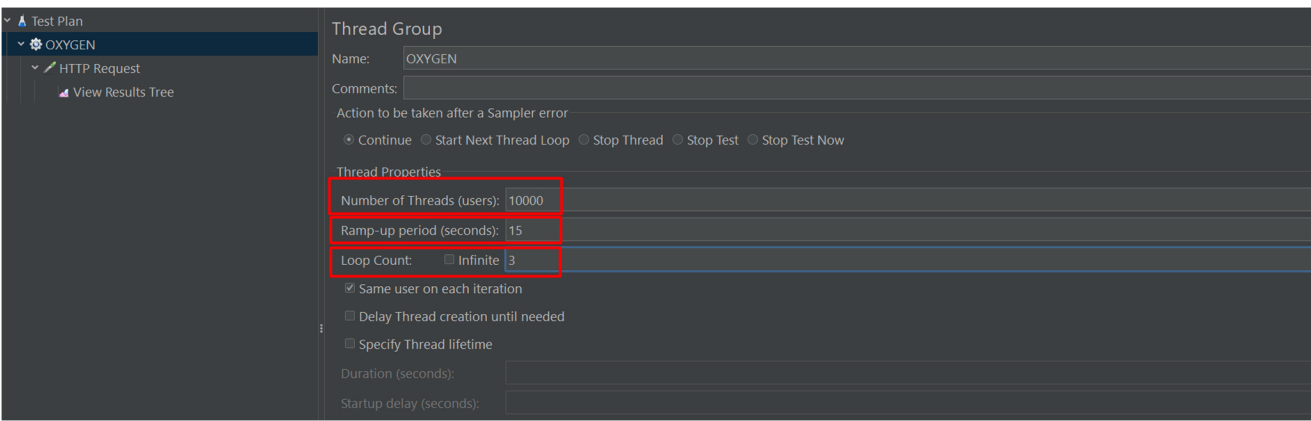 Test Plan
OXYGEN
HTTP Request
View Results Tree
Thread Group
Name: OXYGEN
Comments:
Action to be taken after a Sampler error
Continue Start Next Thread Loop Stop Thread Stop Test Stop Test Now
Thread Properties
Number of Threads (users): 10000
Ramp-up period (seconds): 15
Loop Count: Infinite 3
Same user on each iteration
Delay Thread creation until needed
Specify Thread lifetime
Duration (seconds):
Startup delay (seconds):